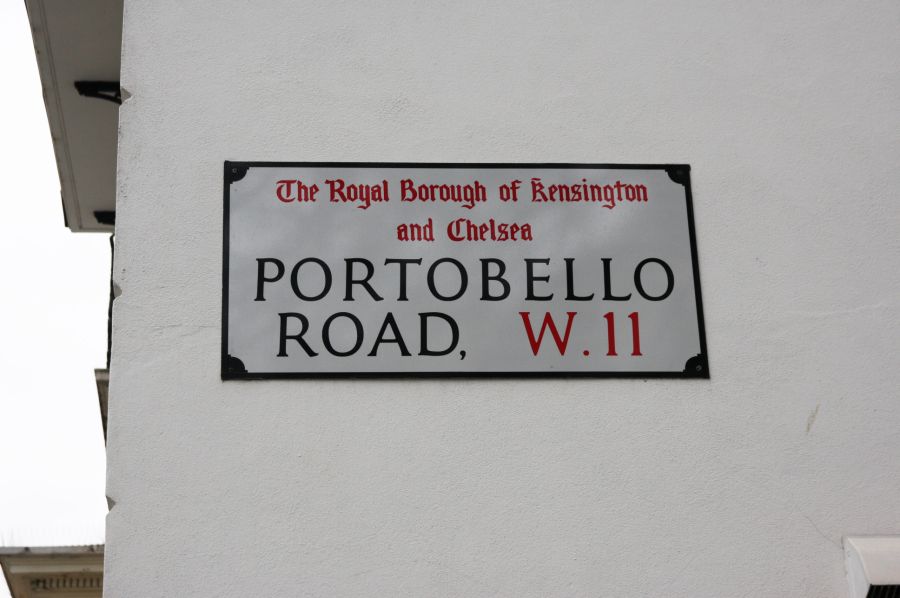 The Royal Borough of Kensington
and Chelsea
PORTOBELLO
ROAD, W.11